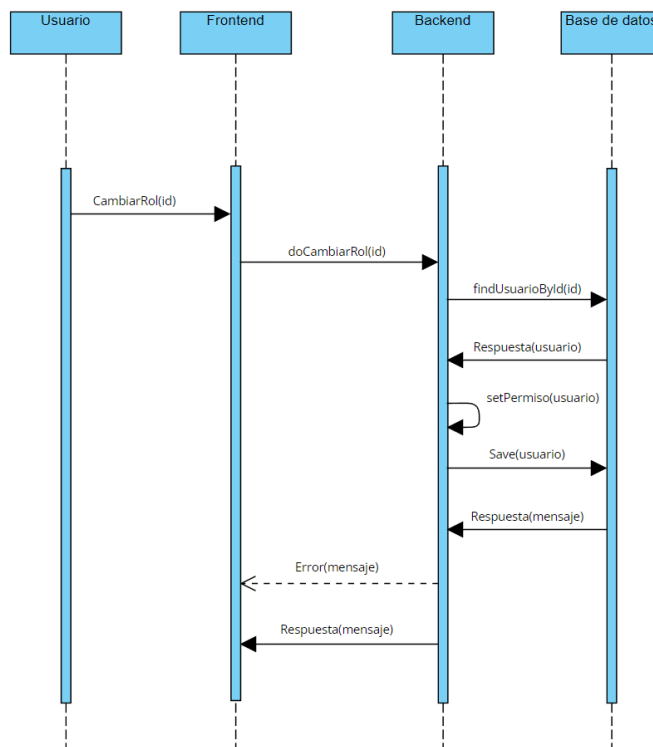 Usuario
Frontend
Backend
Base de datos
CambiarRol(id)
doCambiarRol(id)
findUsuarioById(id)
Respuesta(usuario)
setPermiso(usuario)
Save(usuario)
Respuesta(mensaje)
Error(mensaje)
Respuesta(mensaje)